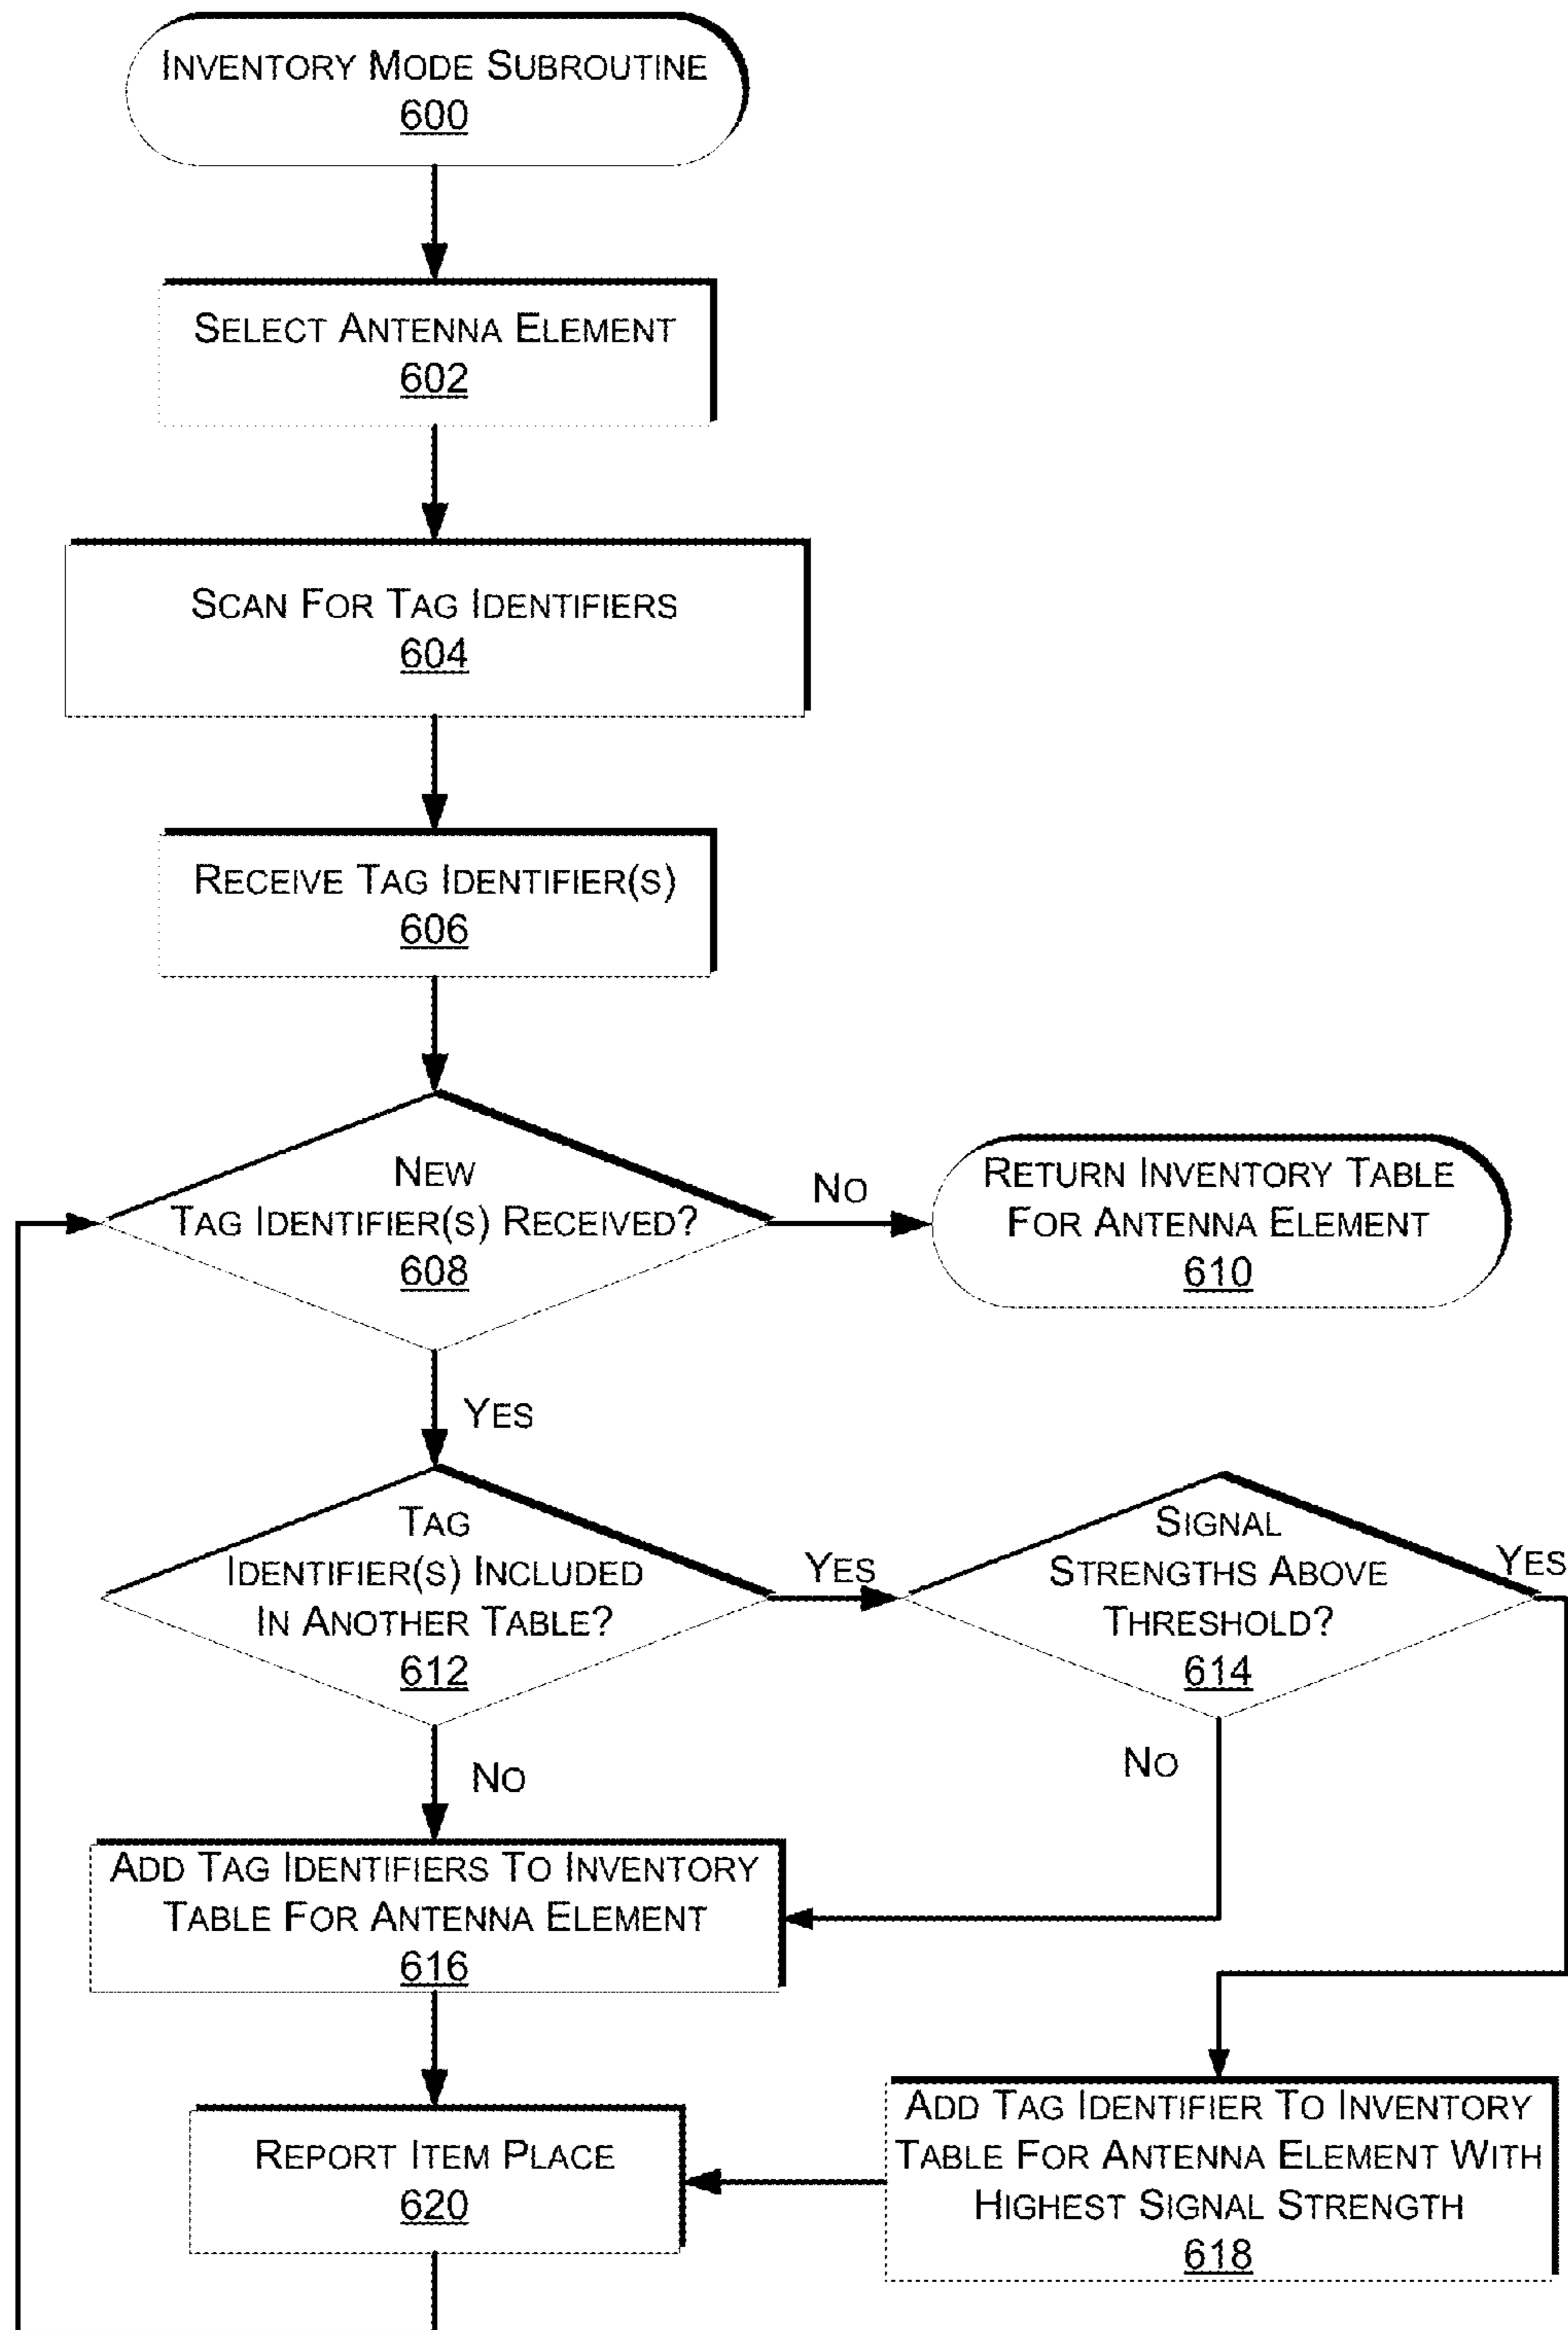 INVENTORY MODE SUBROUTINE
600
SELECT ANTENNA ELEMENT
602
SCAN FOR TAG IDENTIFIERS
604
RECEIVE TAG IDENTIFIER(S)
606
NEW
TAG IDENTIFIER(S) RECEIVED?
608
NO
RETURN INVENTORY TABLE
FOR ANTENNA ELEMENT
610
YES
TAG
IDENTIFIER(S) INCLUDED
IN ANOTHER TABLE?
612
YES
SIGNAL
STRENGTHS ABOVE
THRESHOLD?
614
YES
NO
NO
ADD TAG IDENTIFIERS TO INVENTORY
TABLE FOR ANTENNA ELEMENT
616
REPORT ITEM PLACE
620
ADD TAG IDENTIFIER TO INVENTORY
TABLE FOR ANTENNA ELEMENT WITH
HIGHEST SIGNAL STRENGTH
618